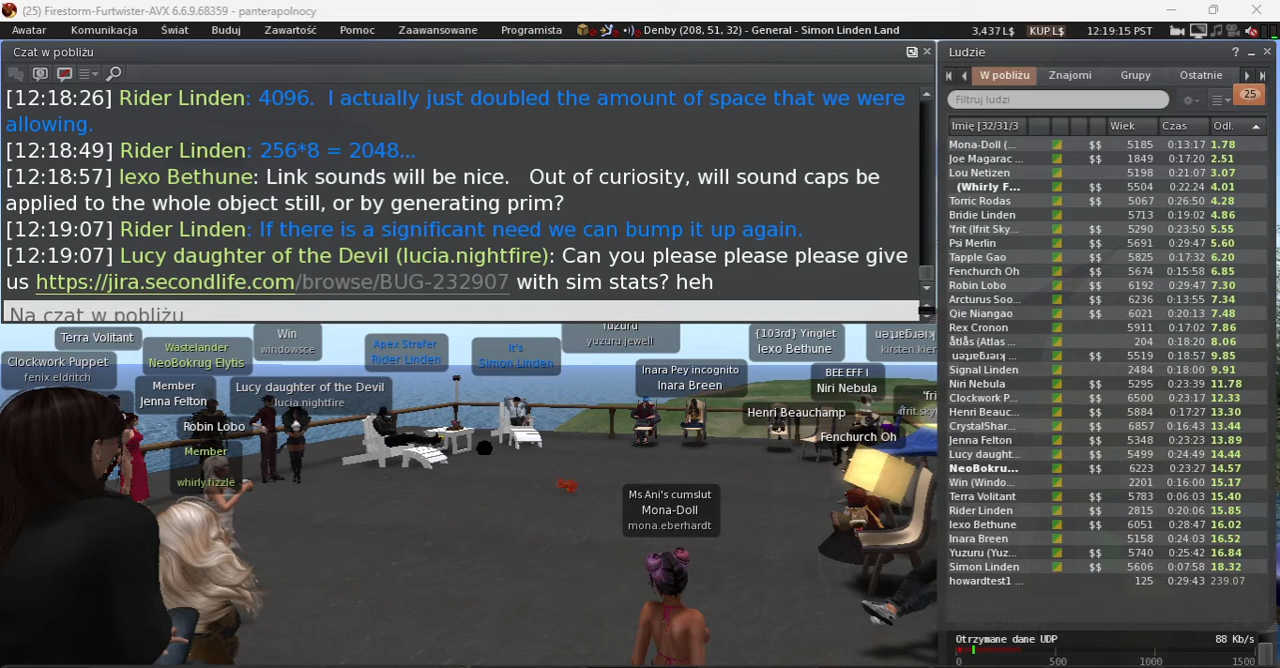 (25) Firestorm-Furtwister-AVX 6.6.9.68359 - panterapolnocy
Awatar Komunikacja Świat Buduj Zawartość Pomoc Zaawansowane Programista Denby (208, 51, 32) - General - Simon Linden Land 3,437 L$ KUP L$ 12:19:15 PST
Czat w pobliżu
[12:18:26] Rider Linden: 4096.  I actually just doubled the amount of space that we were
allowing.
[12:18:49] Rider Linden: 256*8 = 2048...
[12:18:57] Iexo Bethune: Link sounds will be nice.   Out of curiosity, will sound caps be
applied to the whole object still, or by generating prim?
[12:19:07] Rider Linden: If there is a significant need we can bump it up again.
[12:19:07] Lucy daughter of the Devil (lucia.nightfire): Can you please please please give
us https://jira.secondlife.com/browse/BUG-232907 with sim stats? heh
Na czat w pobliżu
Ludzie
W pobliżu Znajomi Grupy Ostatnie
Filtruj ludzi
25
Imię [32/31/3 Wiek Czas Odl.
Mona-Doll (... $$ 5185 0:13:17 1.78
Joe Magarac ... $$ 1849 0:17:20 2.51
Lou Netizen 5198 0:21:07 3.07
(Whirly F... $$ 5504 0:22:24 4.01
Torric Rodas $$ 5067 0:26:50 4.28
Bridie Linden 5713 0:19:02 4.86
'frit (Ifrit Sky... $$ 5290 0:23:50 5.55
Psi Merlin $$ 5691 0:29:47 5.60
Tapple Gao $$ 5825 0:17:32 6.20
Fenchurch Oh $$ 5674 0:15:58 6.85
Robin Lobo $$ 6192 0:29:47 7.30
Arcturus Soo... $$ 6236 0:13:55 7.34
Qie Niangao $$ 6021 0:20:13 7.48
Rex Cronon 5911 0:17:02 7.86
åtłås (Atlas ... 204 0:18:20 8.06
$$ 5519 0:18:57 9.85
Signal Linden 2484 0:18:00 9.91
Niri Nebula $$ 5295 0:23:39 11.78
Clockwork P... $$ 6500 0:23:17 12.33
Henri Beauc... $$ 5884 0:17:27 13.30
CrystalShar... $$ 6857 0:16:43 13.44
Jenna Felton $$ 5348 0:23:23 13.89
Lucy daught... $$ 5499 0:24:49 14.44
NeoBokru... $$ 6223 0:23:27 14.57
Win (Windo... 2201 0:16:00 15.17
Terra Volitant $$ 5783 0:06:03 15.40
Rider Linden $$ 2815 0:20:06 15.85
Iexo Bethune $$ 6051 0:28:47 16.02
Inara Breen 5158 0:24:03 16.52
Yuzuru (Yuz... $$ 5740 0:25:42 16.84
Simon Linden $$ 5606 0:07:58 18.32
howardtest1 ... 125 0:29:43 239.07
Otrzymane dane UDP 88 Kb/s
0 500 1000 1500
Terra Volitant
Clockwork Puppet
fenix.eldritch
Wastelander
NeoBokrug Elytis
Win
windowsce
Apex Strafer
Rider Linden
It's
Simon Linden
Yuzuru
yuzuru jewell
{103rd} Yinglet
Iexo Bethune
kirsten.kier
Member
Jenna Felton
Lucy daughter of the Devil
lucia nightfire
Inara Pey incognito
Inara Breen
BEE EFF I
Niri Nebula
Robin Lobo
Henri Beauchamp
Fenchurch Oh
Member
whirly.fizzle
Ms Ani's cumslut
Mona-Doll
mona.eberhardt